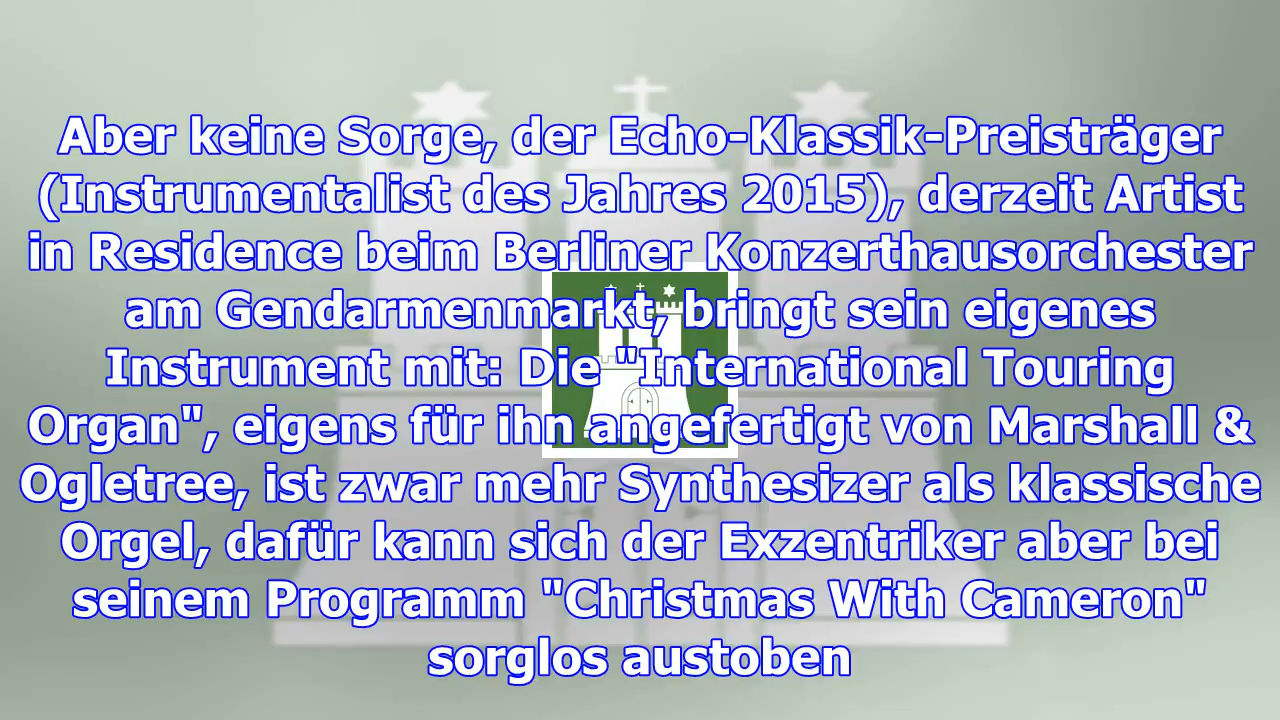 Aber keine Sorge, der Echo-Klassik-Preisträger
(Instrumentalist des Jahres 2015), derzeit Artist
in Residence beim Berliner Konzerthausorchester
am Gendarmenmarkt, bringt sein eigenes
Instrument mit: Die "International Touring
Organ", eigens für ihn angefertigt von Marshall &
Ogletree, ist zwar mehr Synthesizer als klassische
Orgel, dafür kann sich der Exzentriker aber bei
seinem Programm "Christmas With Cameron"
sorglos austoben